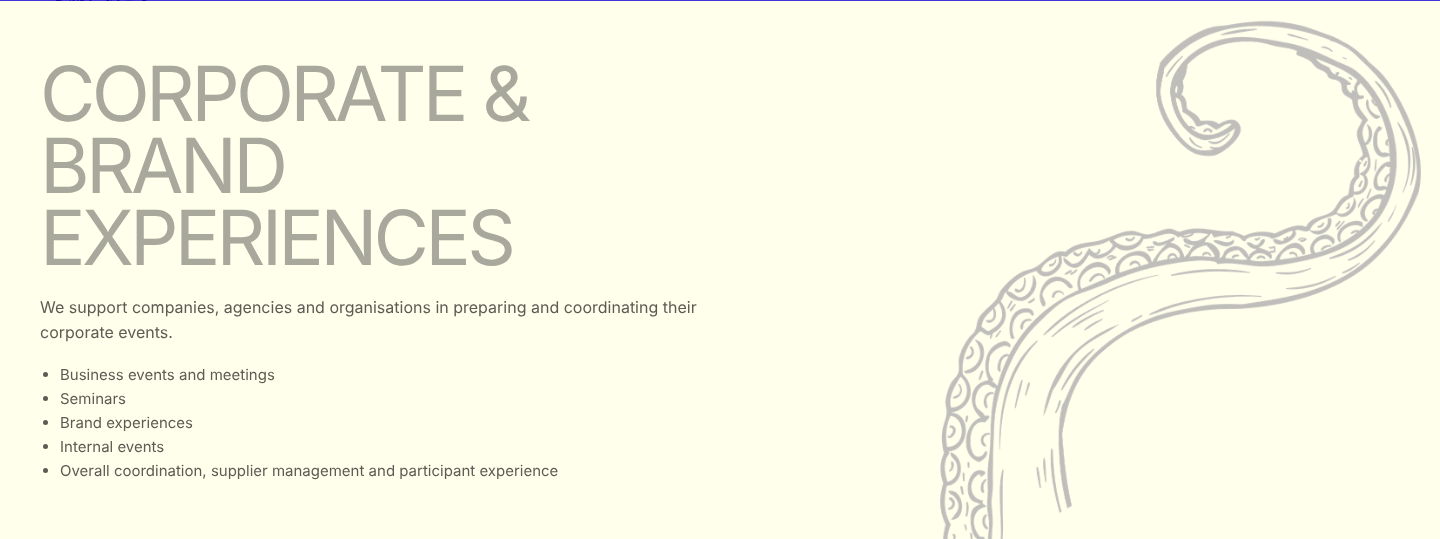 CORPORATE &
BRAND
EXPERIENCES
We support companies, agencies and organisations in preparing and coordinating their
corporate events.
• Business events and meetings
• Seminars
• Brand experiences
• Internal events
• Overall coordination, supplier management and participant experience